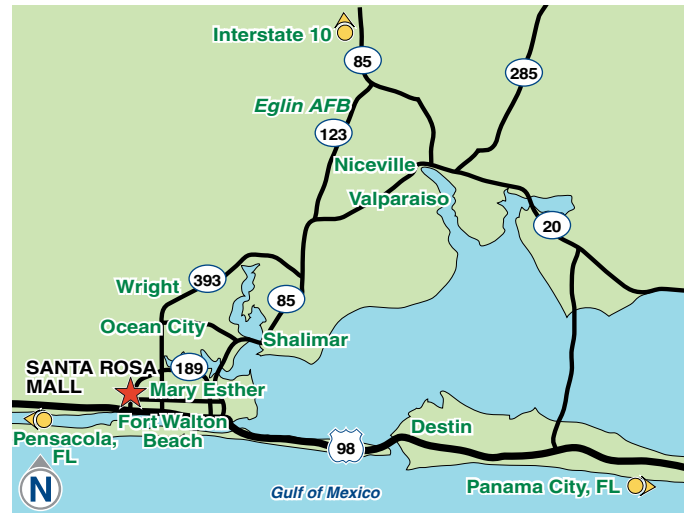 Interstate 10
85
285
Eglin AFB
123
Niceville
Valparaiso
20
393
Wright
85
Ocean City
Shalimar
SANTA ROSA
MALL
189
Mary Esther
Fort Walton
Beach
Pensacola,
FL
Destin
98
Panama City, FL
Gulf of Mexico
N